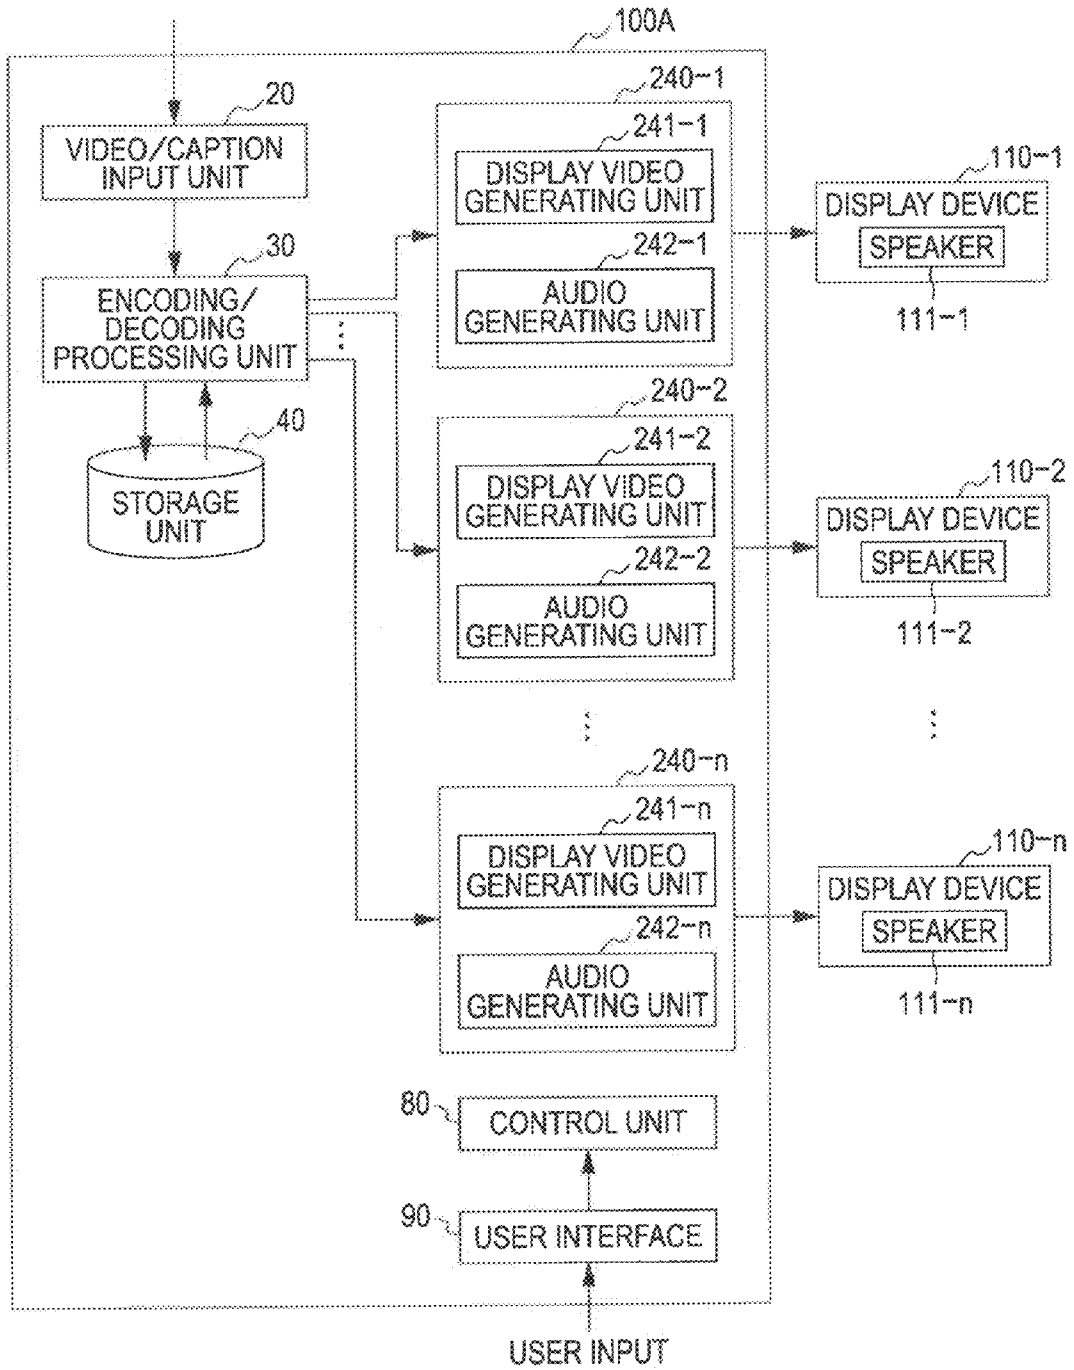 100A
20
VIDEO/CAPTION
INPUT UNIT
30
ENCODING/
DECODING
PROCESSING UNIT
40
STORAGE
UNIT
240-1
241-1
DISPLAY VIDEO
GENERATING UNIT
242-1
AUDIO
GENERATING UNIT
110-1
DISPLAY DEVICE
SPEAKER
111-1
240-2
241-2
DISPLAY VIDEO
GENERATING UNIT
242-2
AUDIO
GENERATING UNIT
110-2
DISPLAY DEVICE
SPEAKER
111-2
240-n
241-n
DISPLAY VIDEO
GENERATING UNIT
242-n
AUDIO
GENERATING UNIT
110-n
DISPLAY DEVICE
SPEAKER
111-n
80
CONTROL UNIT
90
USER INTERFACE
USER INPUT